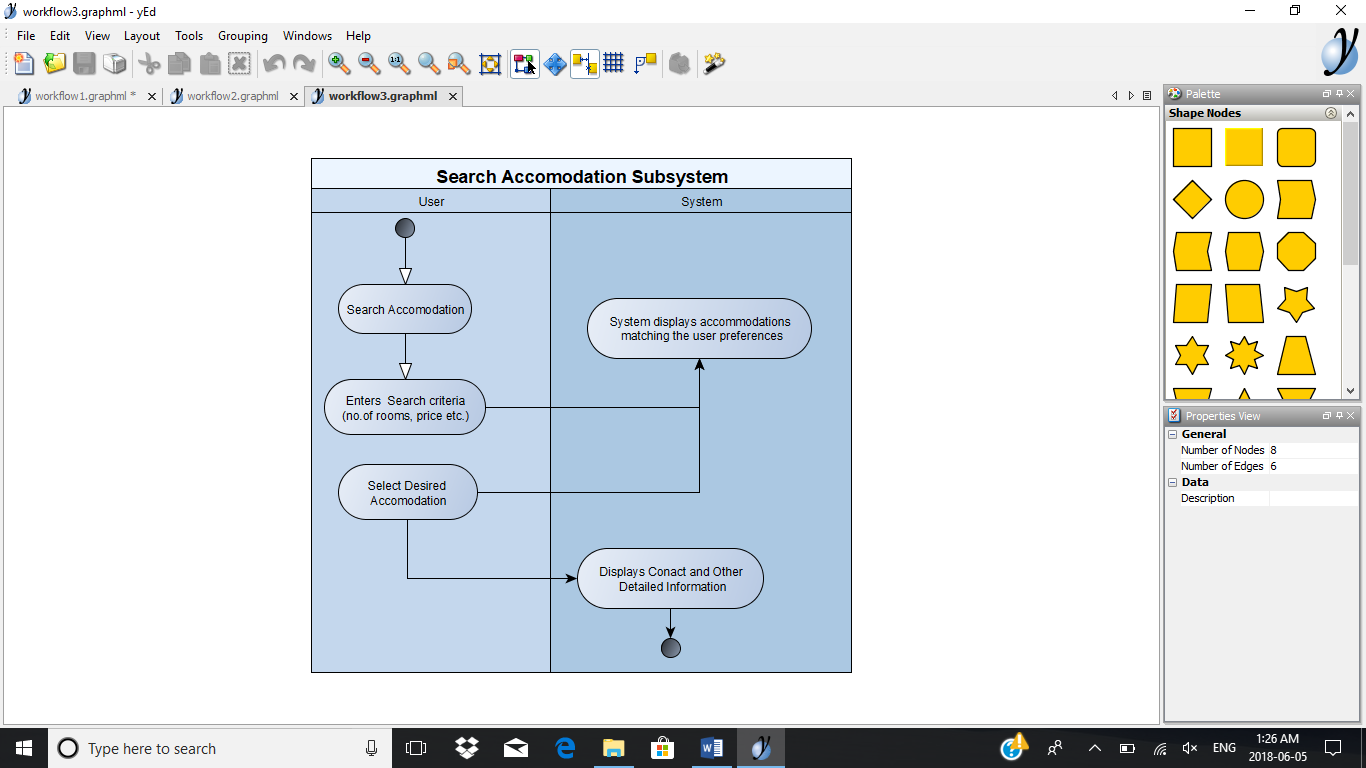 workflow3.graphml - yEd
File Edit View Layout Tools Grouping Windows Help
1:1
workflow1.graphml * workflow2.graphml workflow3.graphml
Search Accomodation Subsystem
User System
Search Accomodation
System displays accommodations
matching the user preferences
Enters Search criteria
(no.of rooms, price etc.)
Select Desired
Accomodation
Displays Conact and Other
Detailed Information
Palette
Shape Nodes
Properties View
General
Number of Nodes 8
Number of Edges 6
Data
Description
Type here to search
ENG
1:26 AM
2018-06-05